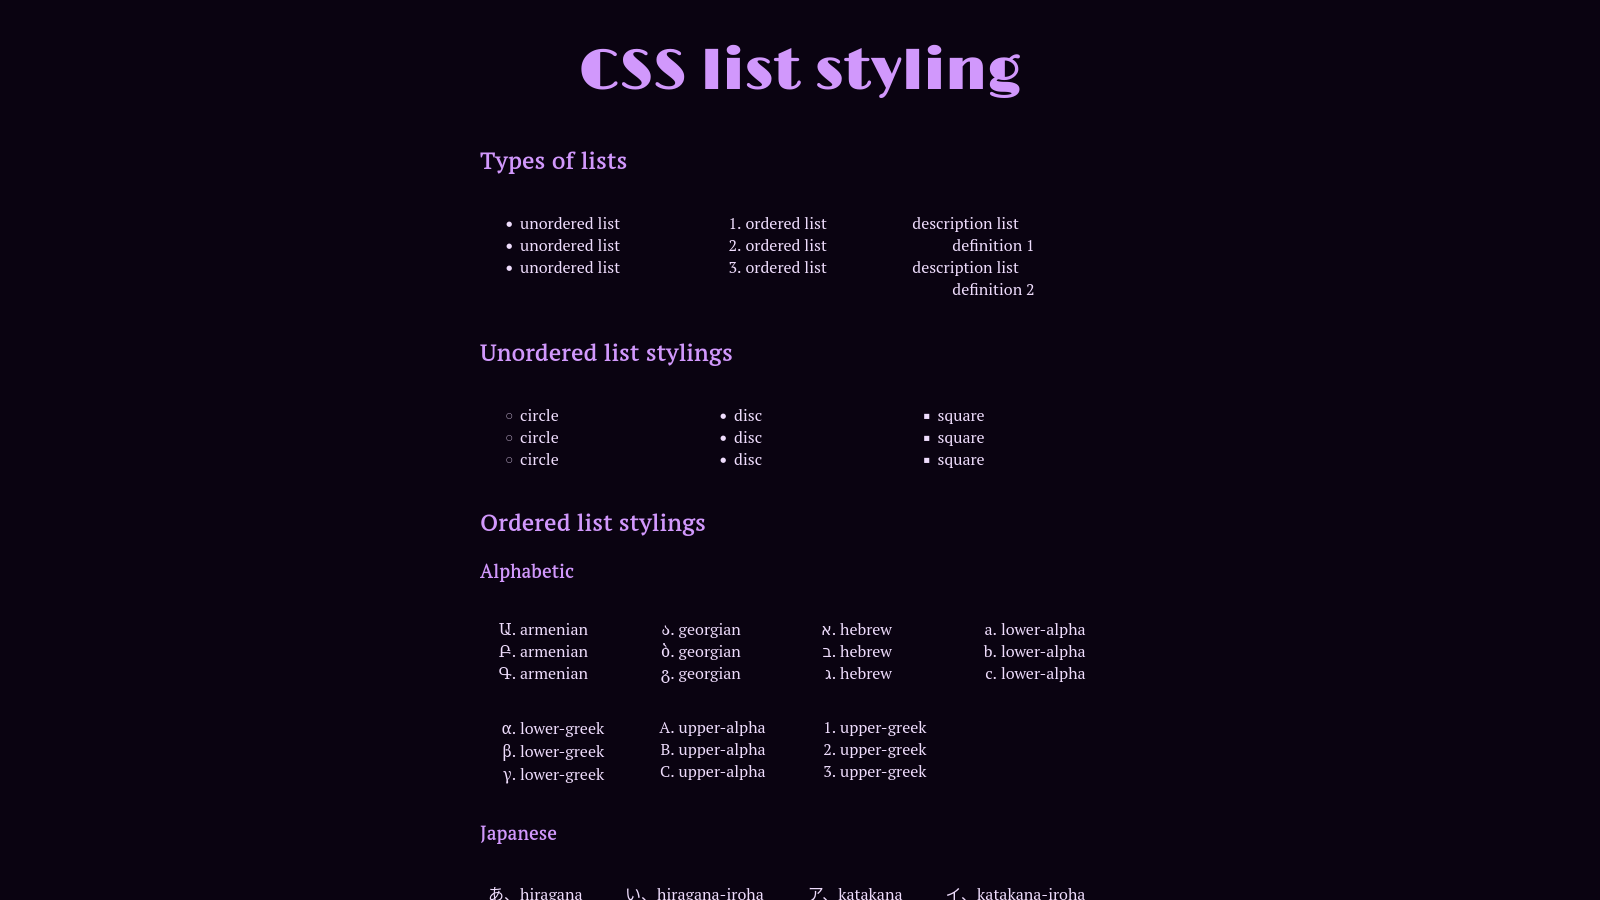 CSS list styling
Types of lists
• unordered list
• unordered list
• unordered list
1. ordered list
2. ordered list
3. ordered list
description list
definition 1
description list
definition 2
Unordered list stylings
○ circle
○ circle
○ circle
• disc
• disc
• disc
▪ square
▪ square
▪ square
Ordered list stylings
Alphabetic
Ա. armenian
Բ. armenian
Գ. armenian
ა. georgian
ბ. georgian
გ. georgian
א. hebrew
ב. hebrew
ג. hebrew
a. lower-alpha
b. lower-alpha
c. lower-alpha
α. lower-greek
β. lower-greek
γ. lower-greek
A. upper-alpha
B. upper-alpha
C. upper-alpha
1. upper-greek
2. upper-greek
3. upper-greek
Japanese
あ、hiragana
い、hiragana-iroha
ア、katakana
イ、katakana-iroha